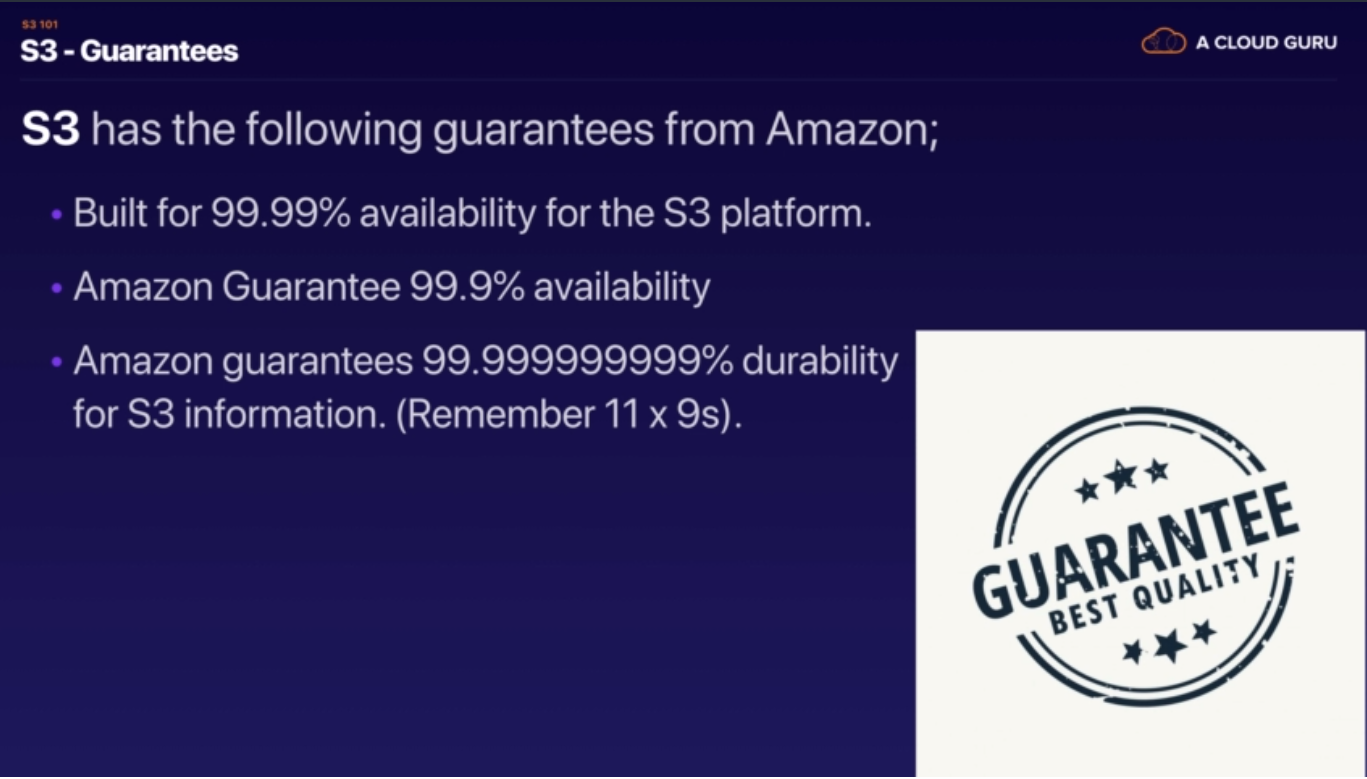 S3 101
S3 - Guarantees
A CLOUD GURU
S3 has the following guarantees from Amazon;
• Built for 99.99% availability for the S3 platform.
• Amazon Guarantee 99.9% availability
• Amazon guarantees 99.999999999% durability
for S3 information. (Remember 11 x 9s).
GUARANTEE
BEST QUALITY